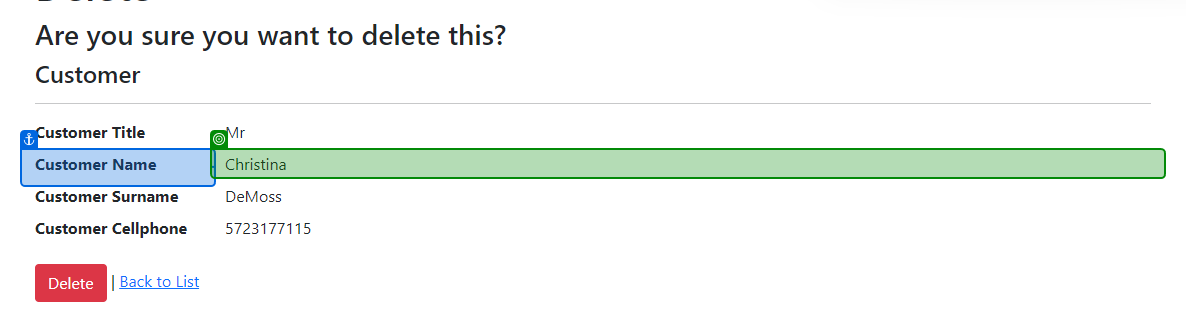 Delete
Are you sure you want to delete this?
Customer
Customer Title Mr
Customer Name Christina
Customer Surname DeMoss
Customer Cellphone 5723177115
Delete | Back to List